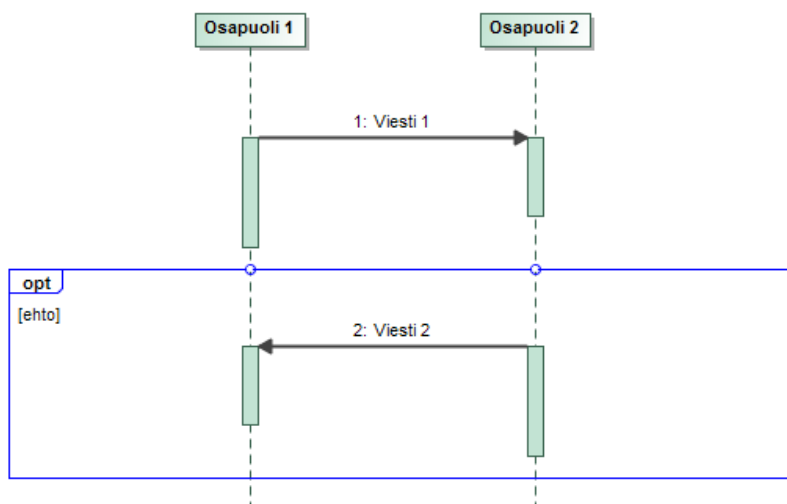 Osapuoli 1
Osapuoli 2
1: Viesti 1
opt
[ehto]
2: Viesti 2